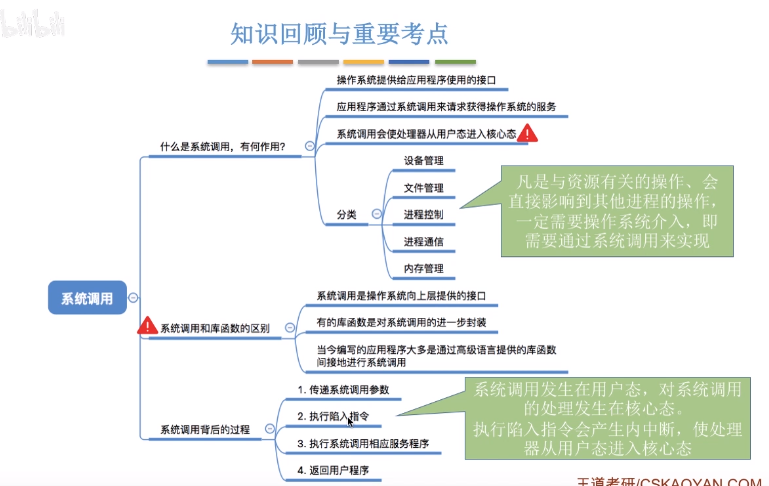 bilibili
知识回顾与重要考点
操作系统提供给应用程序使用的接口
应用程序通过系统调用来请求获得操作系统的服务
什么是系统调用，有何作用？
系统调用会使处理器从用户态进入核心态
分类
设备管理
文件管理
进程控制
进程通信
内存管理
凡是与资源有关的操作、会
直接影响到其他进程的操作，
一定需要操作系统介入，即
需要通过系统调用来实现
系统调用
系统调用和库函数的区别
系统调用是操作系统向上层提供的接口
有的库函数是对系统调用的进一步封装
当今编写的应用程序大多是通过高级语言提供的库函数
间接地进行系统调用
系统调用背后的过程
1. 传递系统调用参数
2. 执行陷入指令
3. 执行系统调用相应服务程序
4. 返回用户程序
系统调用发生在用户态，对系统调用
的处理发生在核心态。
执行陷入指令会产生内中断，使处理
器从用户态进入核心态
王道考研/CSKAOYAN.COM